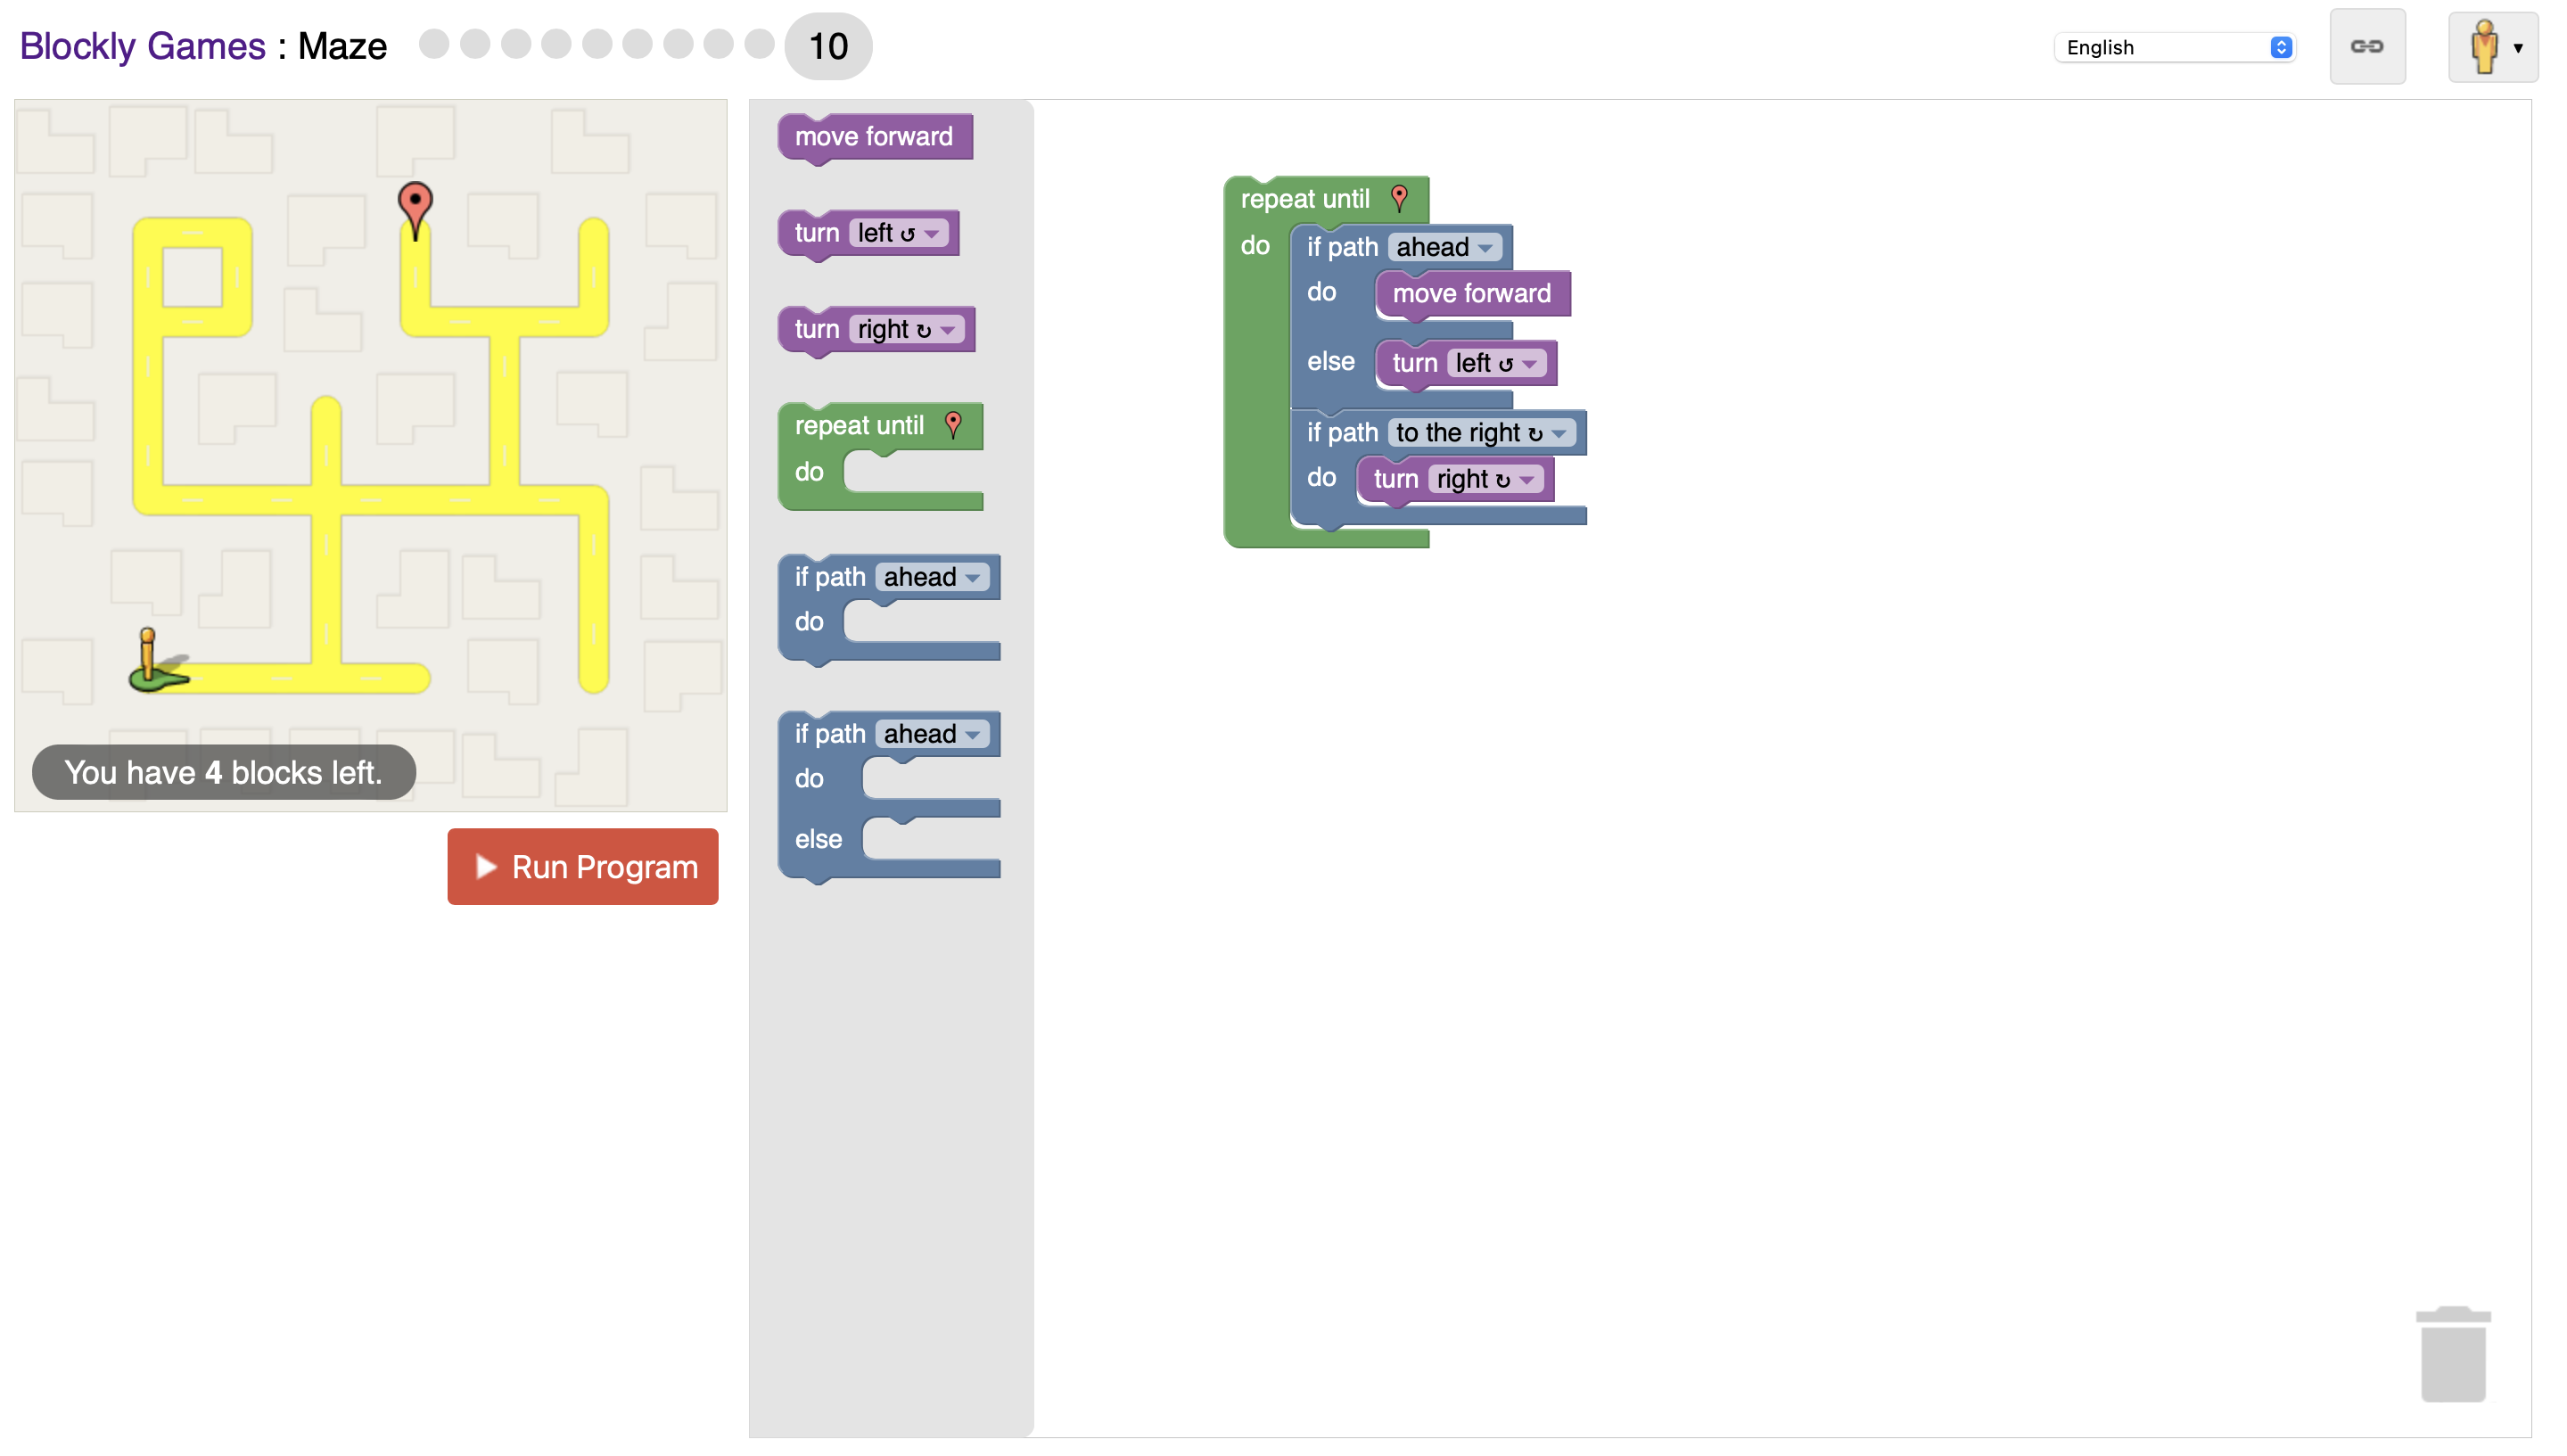 Blockly Games : Maze
10
English
You have 4 blocks left.
Run Program
move forward
turn left ↺
turn right ↻
repeat until
do
if path ahead
do
if path ahead
do
else
repeat until
do
if path ahead
do
move forward
else
turn left ↺
if path to the right ↻
do
turn right ↻